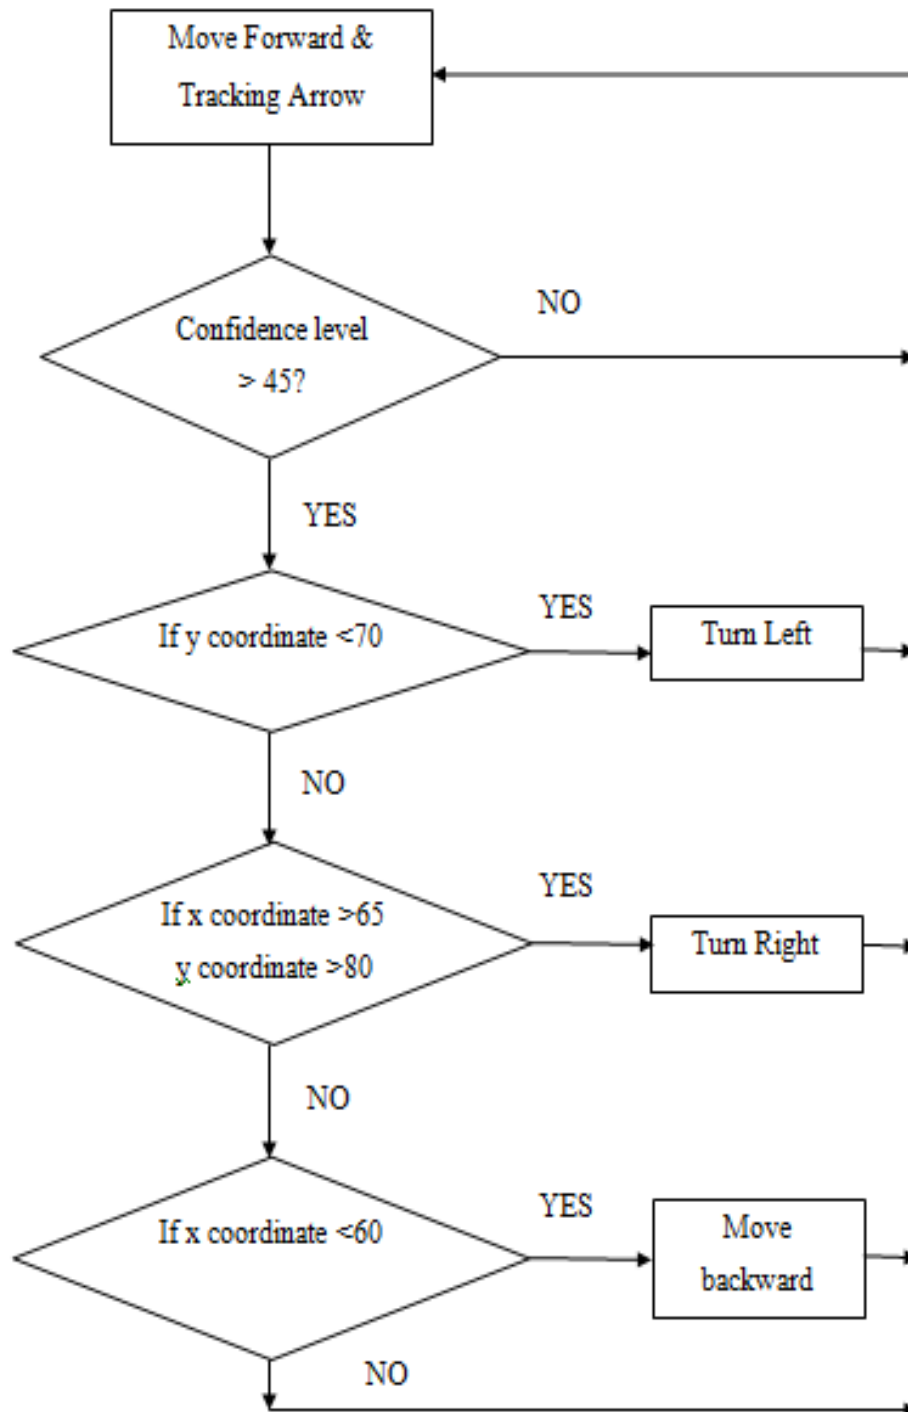 Move Forward &
Tracking Arrow
NO
Confidence level
> 45?
YES
YES
If y coordinate <70
Turn Left
NO
YES
If x coordinate >65
y coordinate >80
Turn Right
NO
YES
If x coordinate <60
Move
backward
NO